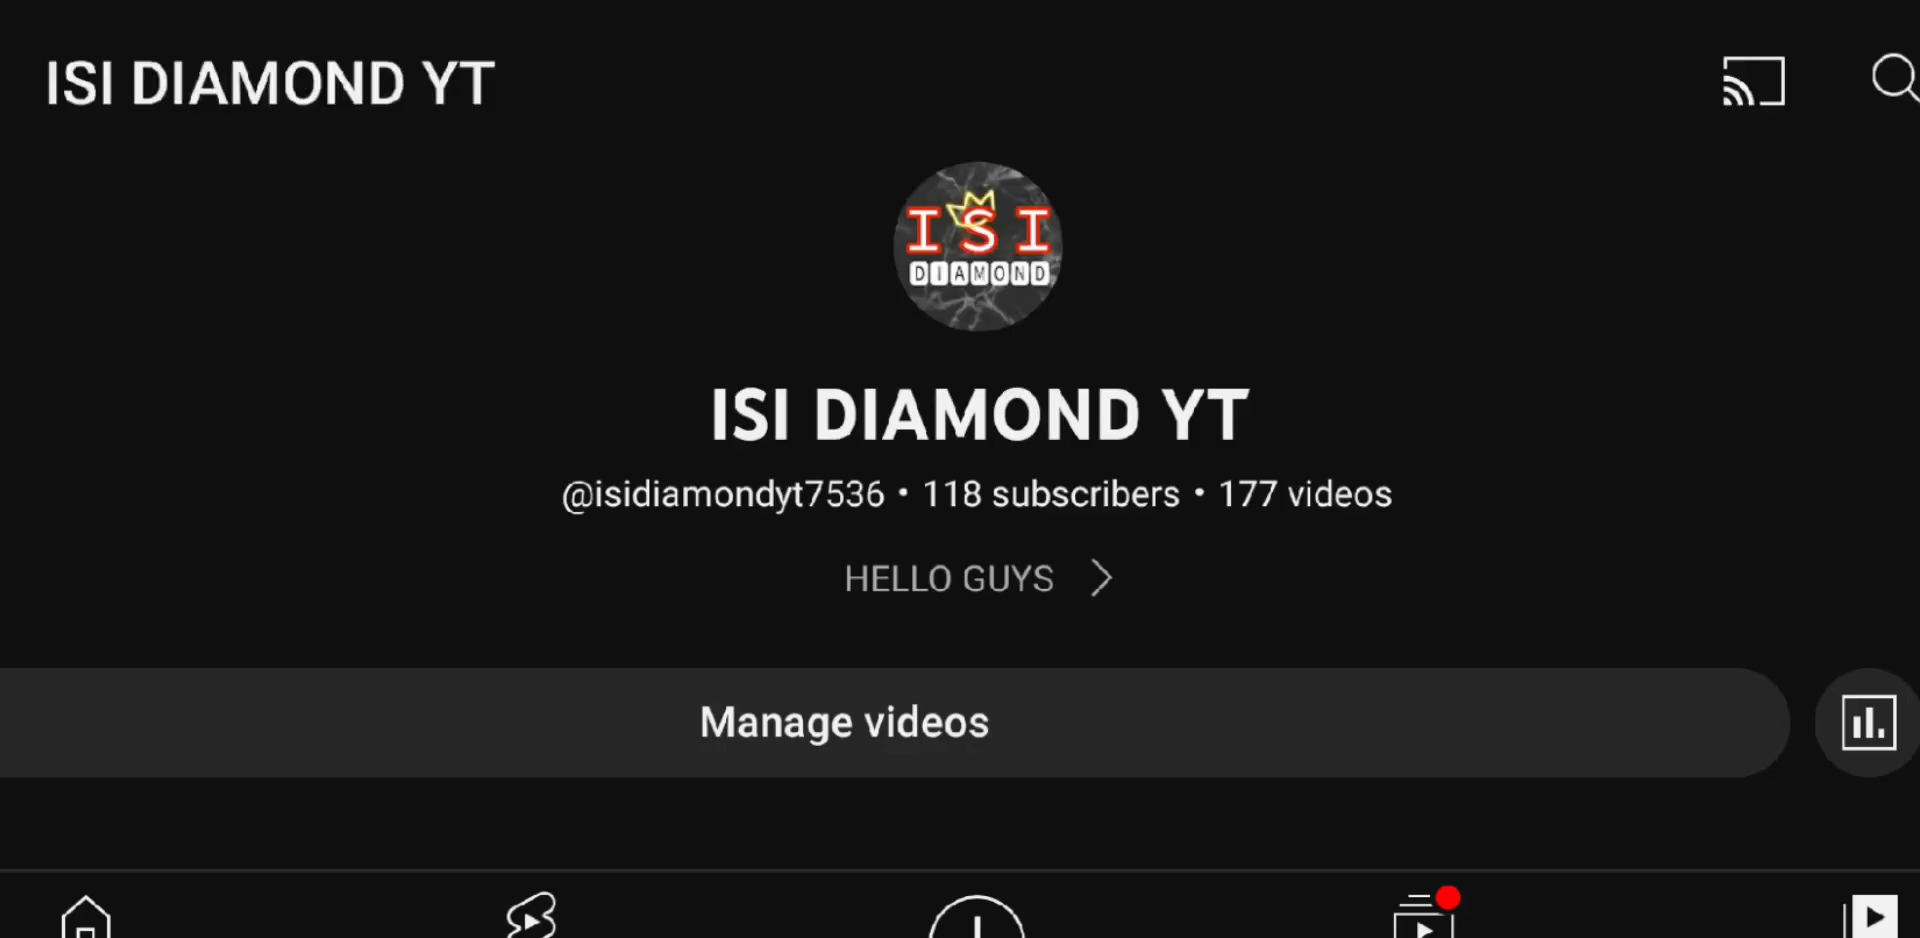 ISI DIAMOND YT
ISI
DIAMOND
ISI DIAMOND YT
@isidiamondyt7536 • 118 subscribers • 177 videos
HELLO GUYS
Manage videos